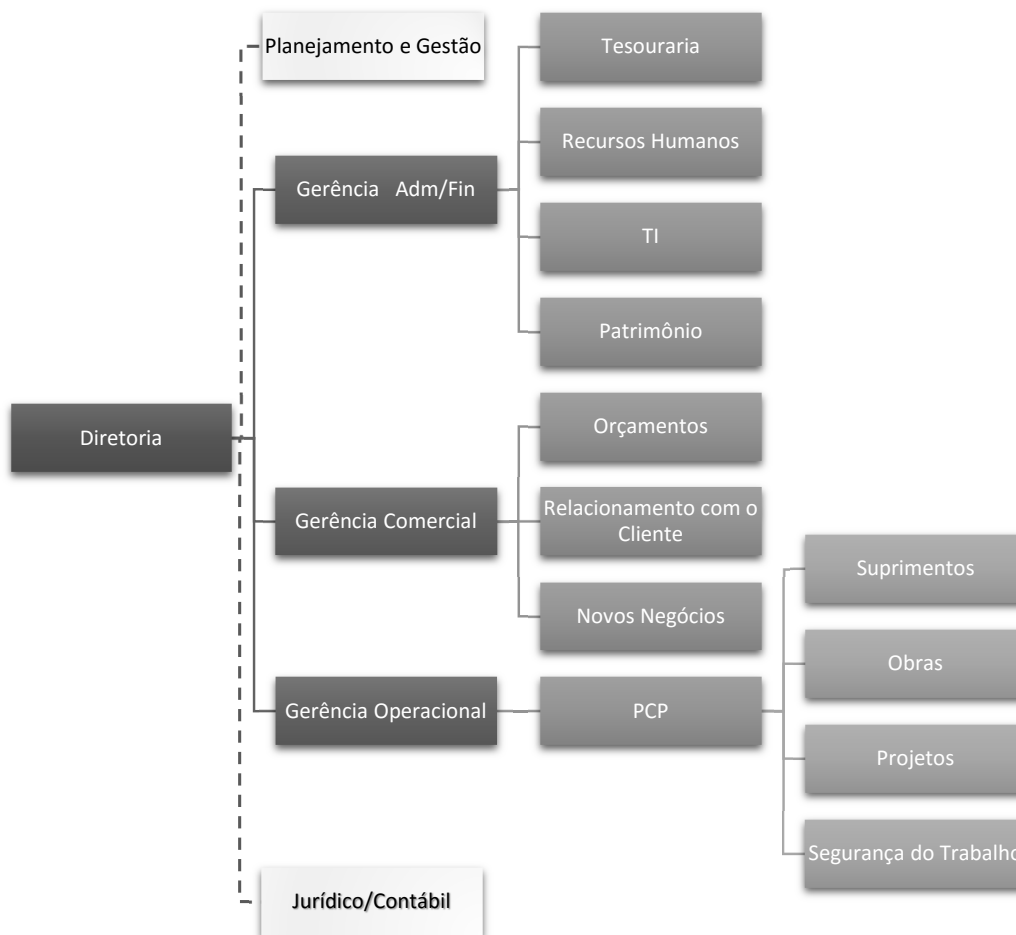 Planejamento e Gestão
Tesouraria
Recursos Humanos
Gerência Adm/Fin
TI
Patrimônio
Diretoria
Orçamentos
Gerência Comercial
Relacionamento com o
Cliente
Novos Negócios
Suprimentos
Obras
Gerência Operacional
PCP
Projetos
Segurança do Trabalho
Jurídico/Contábil